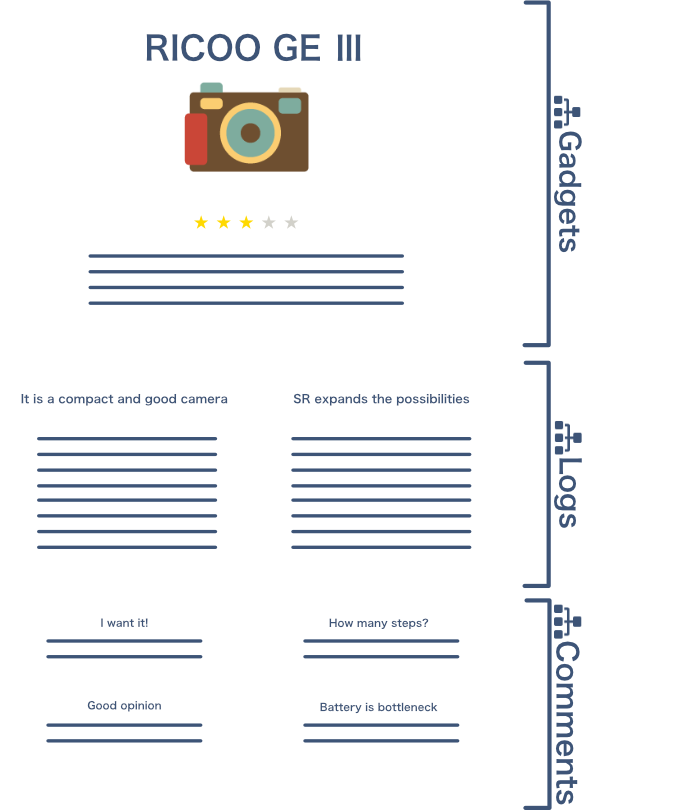 RICOO GE III
Gadgets
It is a compact and good camera
SR expands the possibilities
Logs
I want it!
How many steps?
Good opinion
Battery is bottleneck
Comments